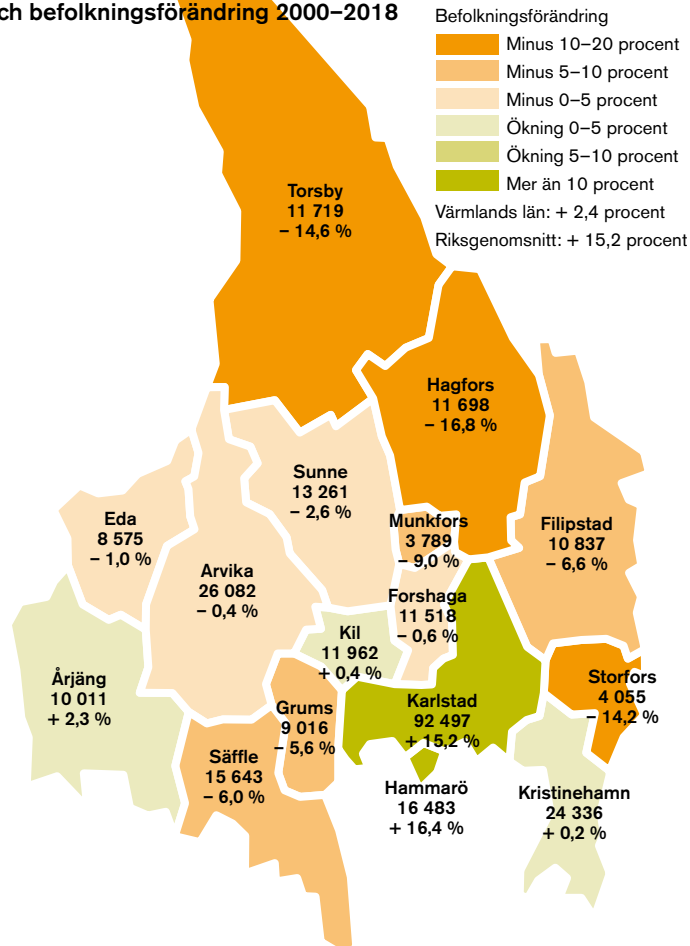 ch befolkningsförändring 2000–2018
Befolkningsförändring
Minus 10–20 procent
Minus 5–10 procent
Minus 0–5 procent
Ökning 0–5 procent
Ökning 5–10 procent
Mer än 10 procent
Värmlands län: + 2,4 procent
Riksgenomsnitt: + 15,2 procent
Torsby
11 719
– 14,6 %
Hagfors
11 698
– 16,8 %
Sunne
13 261
– 2,6 %
Munkfors
3 789
– 9,0 %
Filipstad
10 837
– 6,6 %
Eda
8 575
– 1,0 %
Arvika
26 082
– 0,4 %
Forshaga
11 518
– 0,6 %
Kil
11 962
+ 0,4 %
Årjäng
10 011
+ 2,3 %
Storfors
4 055
– 14,2 %
Grums
9 016
– 5,6 %
Karlstad
92 497
+ 15,2 %
Säffle
15 643
– 6,0 %
Hammarö
16 483
+ 16,4 %
Kristinehamn
24 336
+ 0,2 %